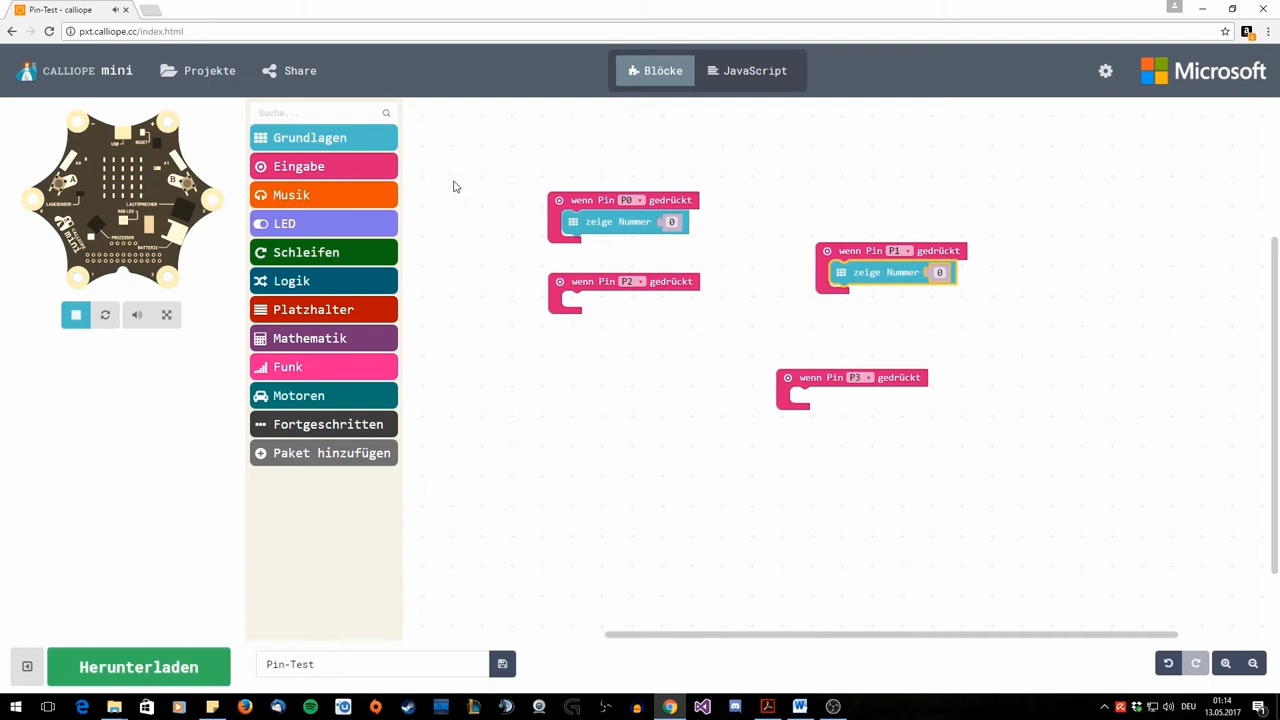 Pin-Test - calliope
pxt.calliope.cc/index.html
CALLIOPE mini
Projekte
Share
Blöcke
JavaScript
Microsoft
Suche...
Grundlagen
Eingabe
Musik
LED
Schleifen
Logik
Platzhalter
Mathematik
Funk
Motoren
Fortgeschritten
Paket hinzufügen
wenn Pin P0 gedrückt
zeige Nummer 0
wenn Pin P1 gedrückt
zeige Nummer 0
wenn Pin P2 gedrückt
wenn Pin P3 gedrückt
Herunterladen
Pin-Test
DEU
01:14
13.05.2017